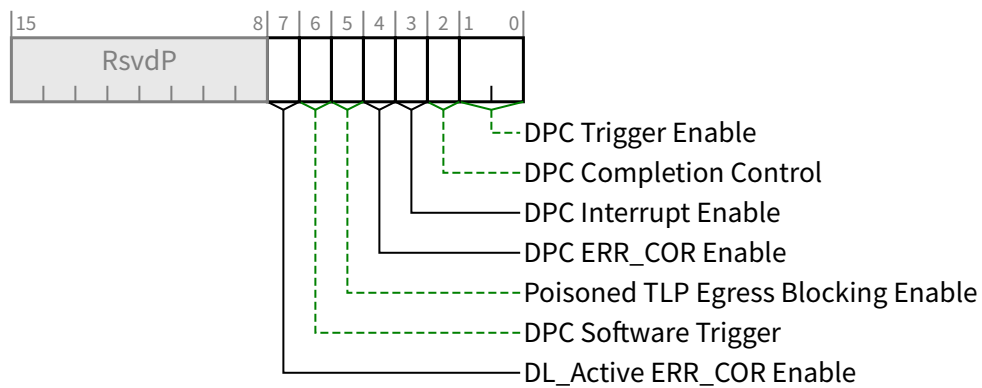 15 8 7 6 5 4 3 2 1 0
RsvdP
DPC Trigger Enable
DPC Completion Control
DPC Interrupt Enable
DPC ERR_COR Enable
Poisoned TLP Egress Blocking Enable
DPC Software Trigger
DL_Active ERR_COR Enable